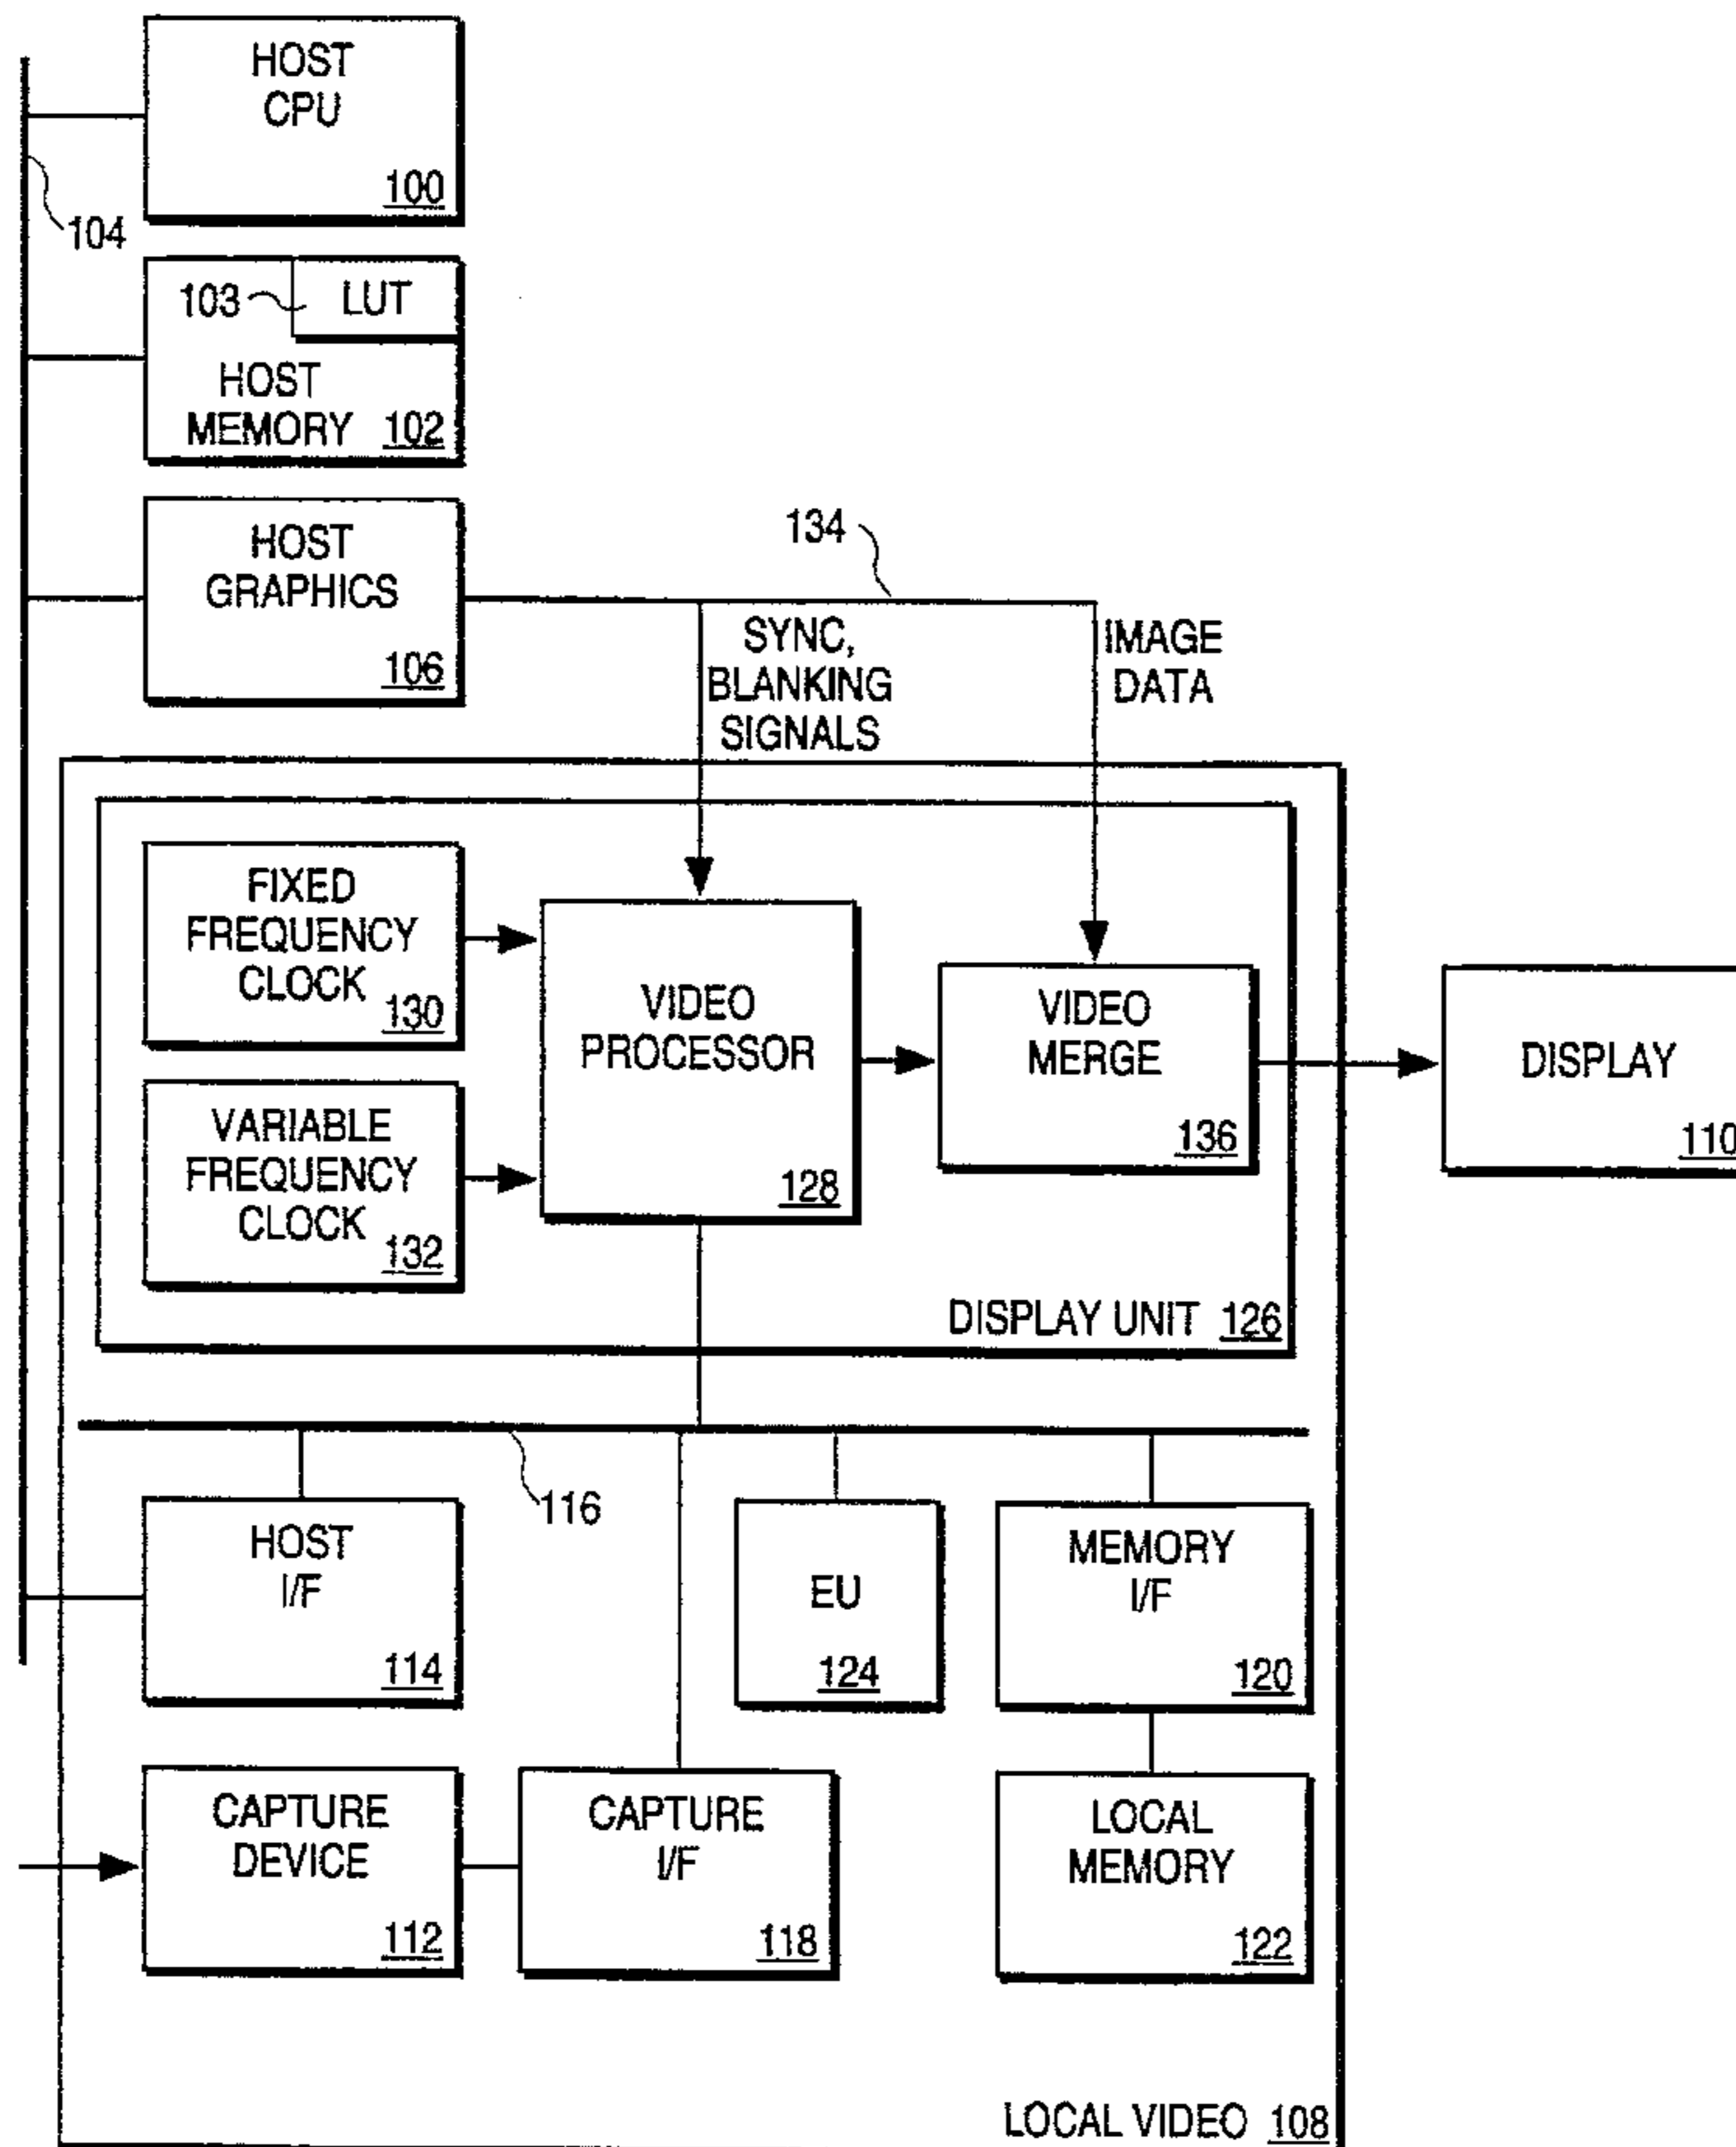 HOST
CPU
100
104
103
LUT
HOST
MEMORY 102
HOST
GRAPHICS
106
134
SYNC,
BLANKING
SIGNALS
IMAGE
DATA
FIXED
FREQUENCY
CLOCK
130
VARIABLE
FREQUENCY
CLOCK
132
VIDEO
PROCESSOR
128
VIDEO
MERGE
136
DISPLAY
110
DISPLAY UNIT 126
116
HOST
I/F
114
EU
124
MEMORY
I/F
120
CAPTURE
DEVICE
112
CAPTURE
I/F
118
LOCAL
MEMORY
122
LOCAL VIDEO 108